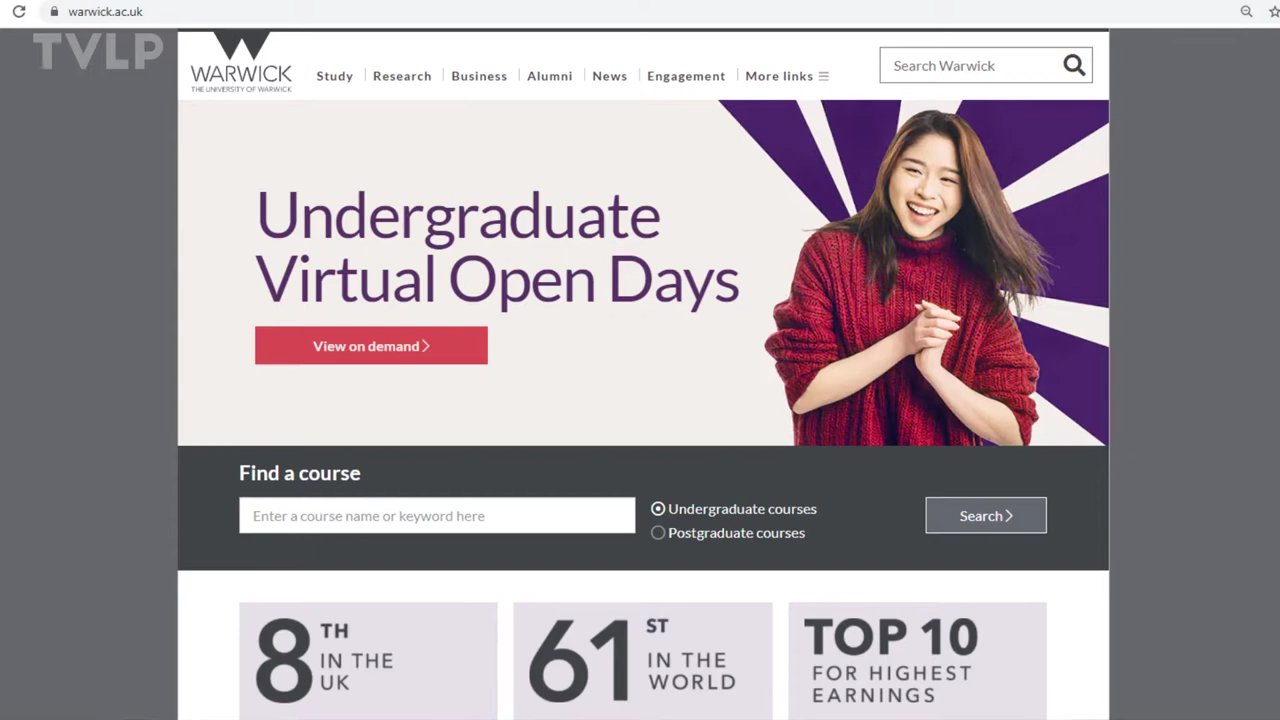 warwick.ac.uk
TVLP
WARWICK
THE UNIVERSITY OF WARWICK
Study
Research
Business
Alumni
News
Engagement
More links
Search Warwick
Undergraduate
Virtual Open Days
View on demand
Find a course
Enter a course name or keyword here
Undergraduate courses
Postgraduate courses
Search
8TH
IN THE
UK
61ST
IN THE
WORLD
TOP 10
FOR HIGHEST
EARNINGS